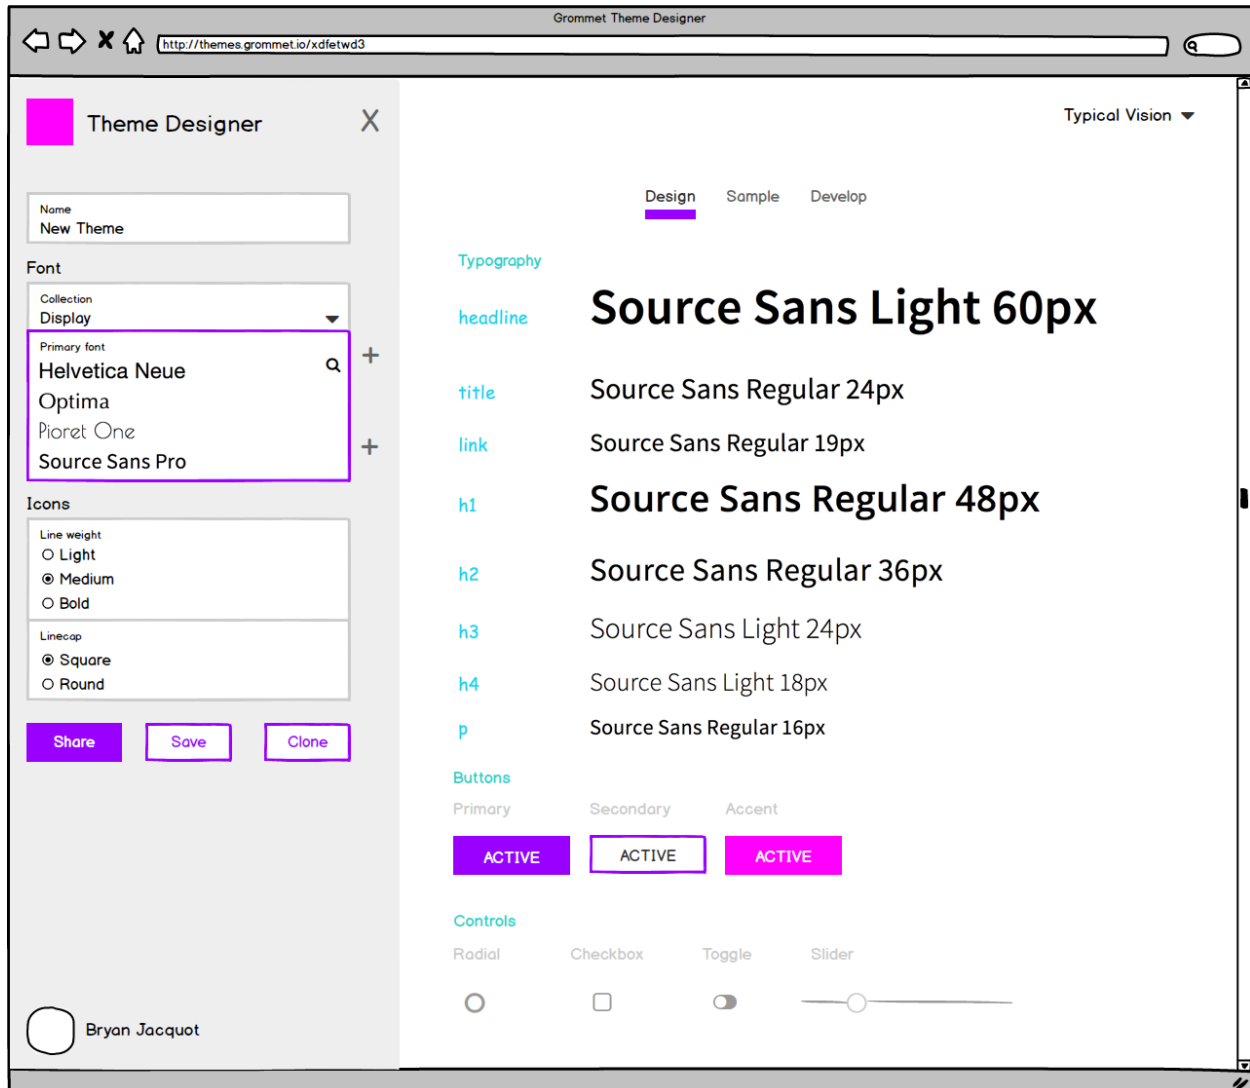 Grommet Theme Designer
http://themes.grommet.io/xdfetwd3
Theme Designer
X
Name
New Theme
Font
Collection
Display
Primary font
Helvetica Neue
Optima
Pioret One
Source Sans Pro
+
+
Icons
Line weight
Light
Medium
Bold
Linecap
Square
Round
Share Save Clone
Bryan Jacquot
Typical Vision
Design Sample Develop
Typography
headline Source Sans Light 60px
title Source Sans Regular 24px
link Source Sans Regular 19px
h1 Source Sans Regular 48px
h2 Source Sans Regular 36px
h3 Source Sans Light 24px
h4 Source Sans Light 18px
p Source Sans Regular 16px
Buttons
Primary Secondary Accent
ACTIVE ACTIVE ACTIVE
Controls
Radial Checkbox Toggle Slider